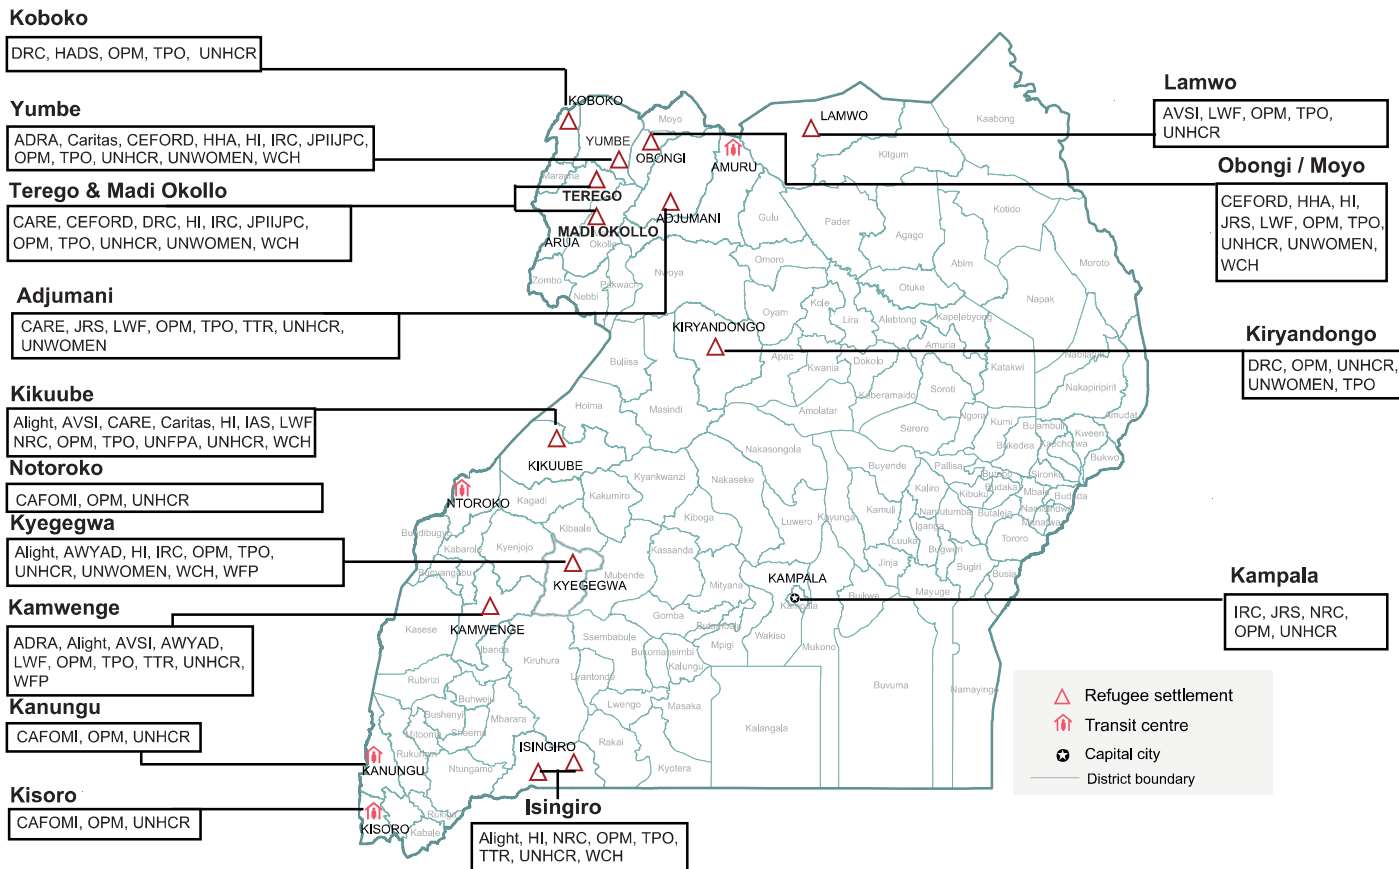 Koboko
DRC, HADS, OPM, TPO, UNHCR
Yumbe
ADRA, Caritas, CEFORD, HHA, HI, IRC, JPIIJPC,
OPM, TPO, UNHCR, UNWOMEN, WCH
Terego & Madi Okollo
CARE, CEFORD, DRC, HI, IRC, JPIIJPC,
OPM, TPO, UNHCR, UNWOMEN, WCH
Adjumani
CARE, JRS, LWF, OPM, TPO, TTR, UNHCR,
UNWOMEN
Kikuube
Alight, AVSI, CARE, Caritas, HI, IAS, LWF
NRC, OPM, TPO, UNFPA, UNHCR, WCH
Notoroko
CAFOMI, OPM, UNHCR
Kyegegwa
Alight, AWYAD, HI, IRC, OPM, TPO,
UNHCR, UNWOMEN, WCH, WFP
Kamwenge
ADRA, Alight, AVSI, AWYAD,
LWF, OPM, TPO, TTR, UNHCR,
WFP
Kanungu
CAFOMI, OPM, UNHCR
Kisoro
CAFOMI, OPM, UNHCR
Isingiro
Alight, HI, NRC, OPM, TPO,
TTR, UNHCR, WCH
Lamwo
AVSI, LWF, OPM, TPO,
UNHCR
Obongi / Moyo
CEFORD, HHA, HI,
JRS, LWF, OPM, TPO,
UNHCR, UNWOMEN,
WCH
Kiryandongo
DRC, OPM, UNHCR,
UNWOMEN, TPO
Kampala
IRC, JRS, NRC,
OPM, UNHCR
Refugee settlement
Transit centre
Capital city
District boundary
KOBOKO
YUMBE
Moyo
OBONGI
AMURU
LAMWO
Kaabong
Kitgum
Maracha
TEREGO
MADI OKOLLO
Okollo
ARUA
ADJUMANI
Gulu
Pader
Agago
Kotido
Omoro
Abim
Moroto
Zombo
Nebbi
Pakwach
Nwoya
Otuke
Napak
KIRYANDONGO
Oyam
Kole
Lira
Alebtong
Kapelebyong
Amuria
Buliisa
Apac
Kwania
Dokolo
Katakwi
Nabilatuk
Nakapiripirit
Kaberamaido
Soroti
Hoima
Masindi
Amolatar
Serere
Ngora
Kumi
Bukedea
Bulambuli
Amudat
Kween
Kapchorwa
Bukwo
KIKUUBE
Nakasongola
Buyende
Pallisa
Sironko
Kyankwanzi
Nakaseke
Kaliro
Kibuku
Budaka
Mbale
Bududa
NTOROKO
Kagadi
Kakumiro
Kamuli
Namutumba
Butaleja
Manafwa
Kibaale
Kiboga
Luwero
Kayunga
Iganga
Tororo
Bundibugyo
Kabarole
Kyenjojo
Kassanda
Luuka
Bugweri
Bunyangabu
KYEGEGWA
Mubende
Mityana
KAMPALA
Kampala
Jinja
Bugiri
Busia
Mayuge
Buikwe
KAMWENGE
Kasese
Gomba
Butambala
Mpigi
Wakiso
Mukono
Ibanda
Kiruhura
Ssembabule
Bukomansimbi
Kalungu
Lyantonde
Rubirizi
Buhweju
Lwengo
Masaka
Kalangala
Buvuma
Namayingo
Bushenyi
Mbarara
Sheema
Mitooma
ISINGIRO
Rakai
Kyotera
KANUNGU
Rukungiri
Ntungamo
KISORO
Kabale